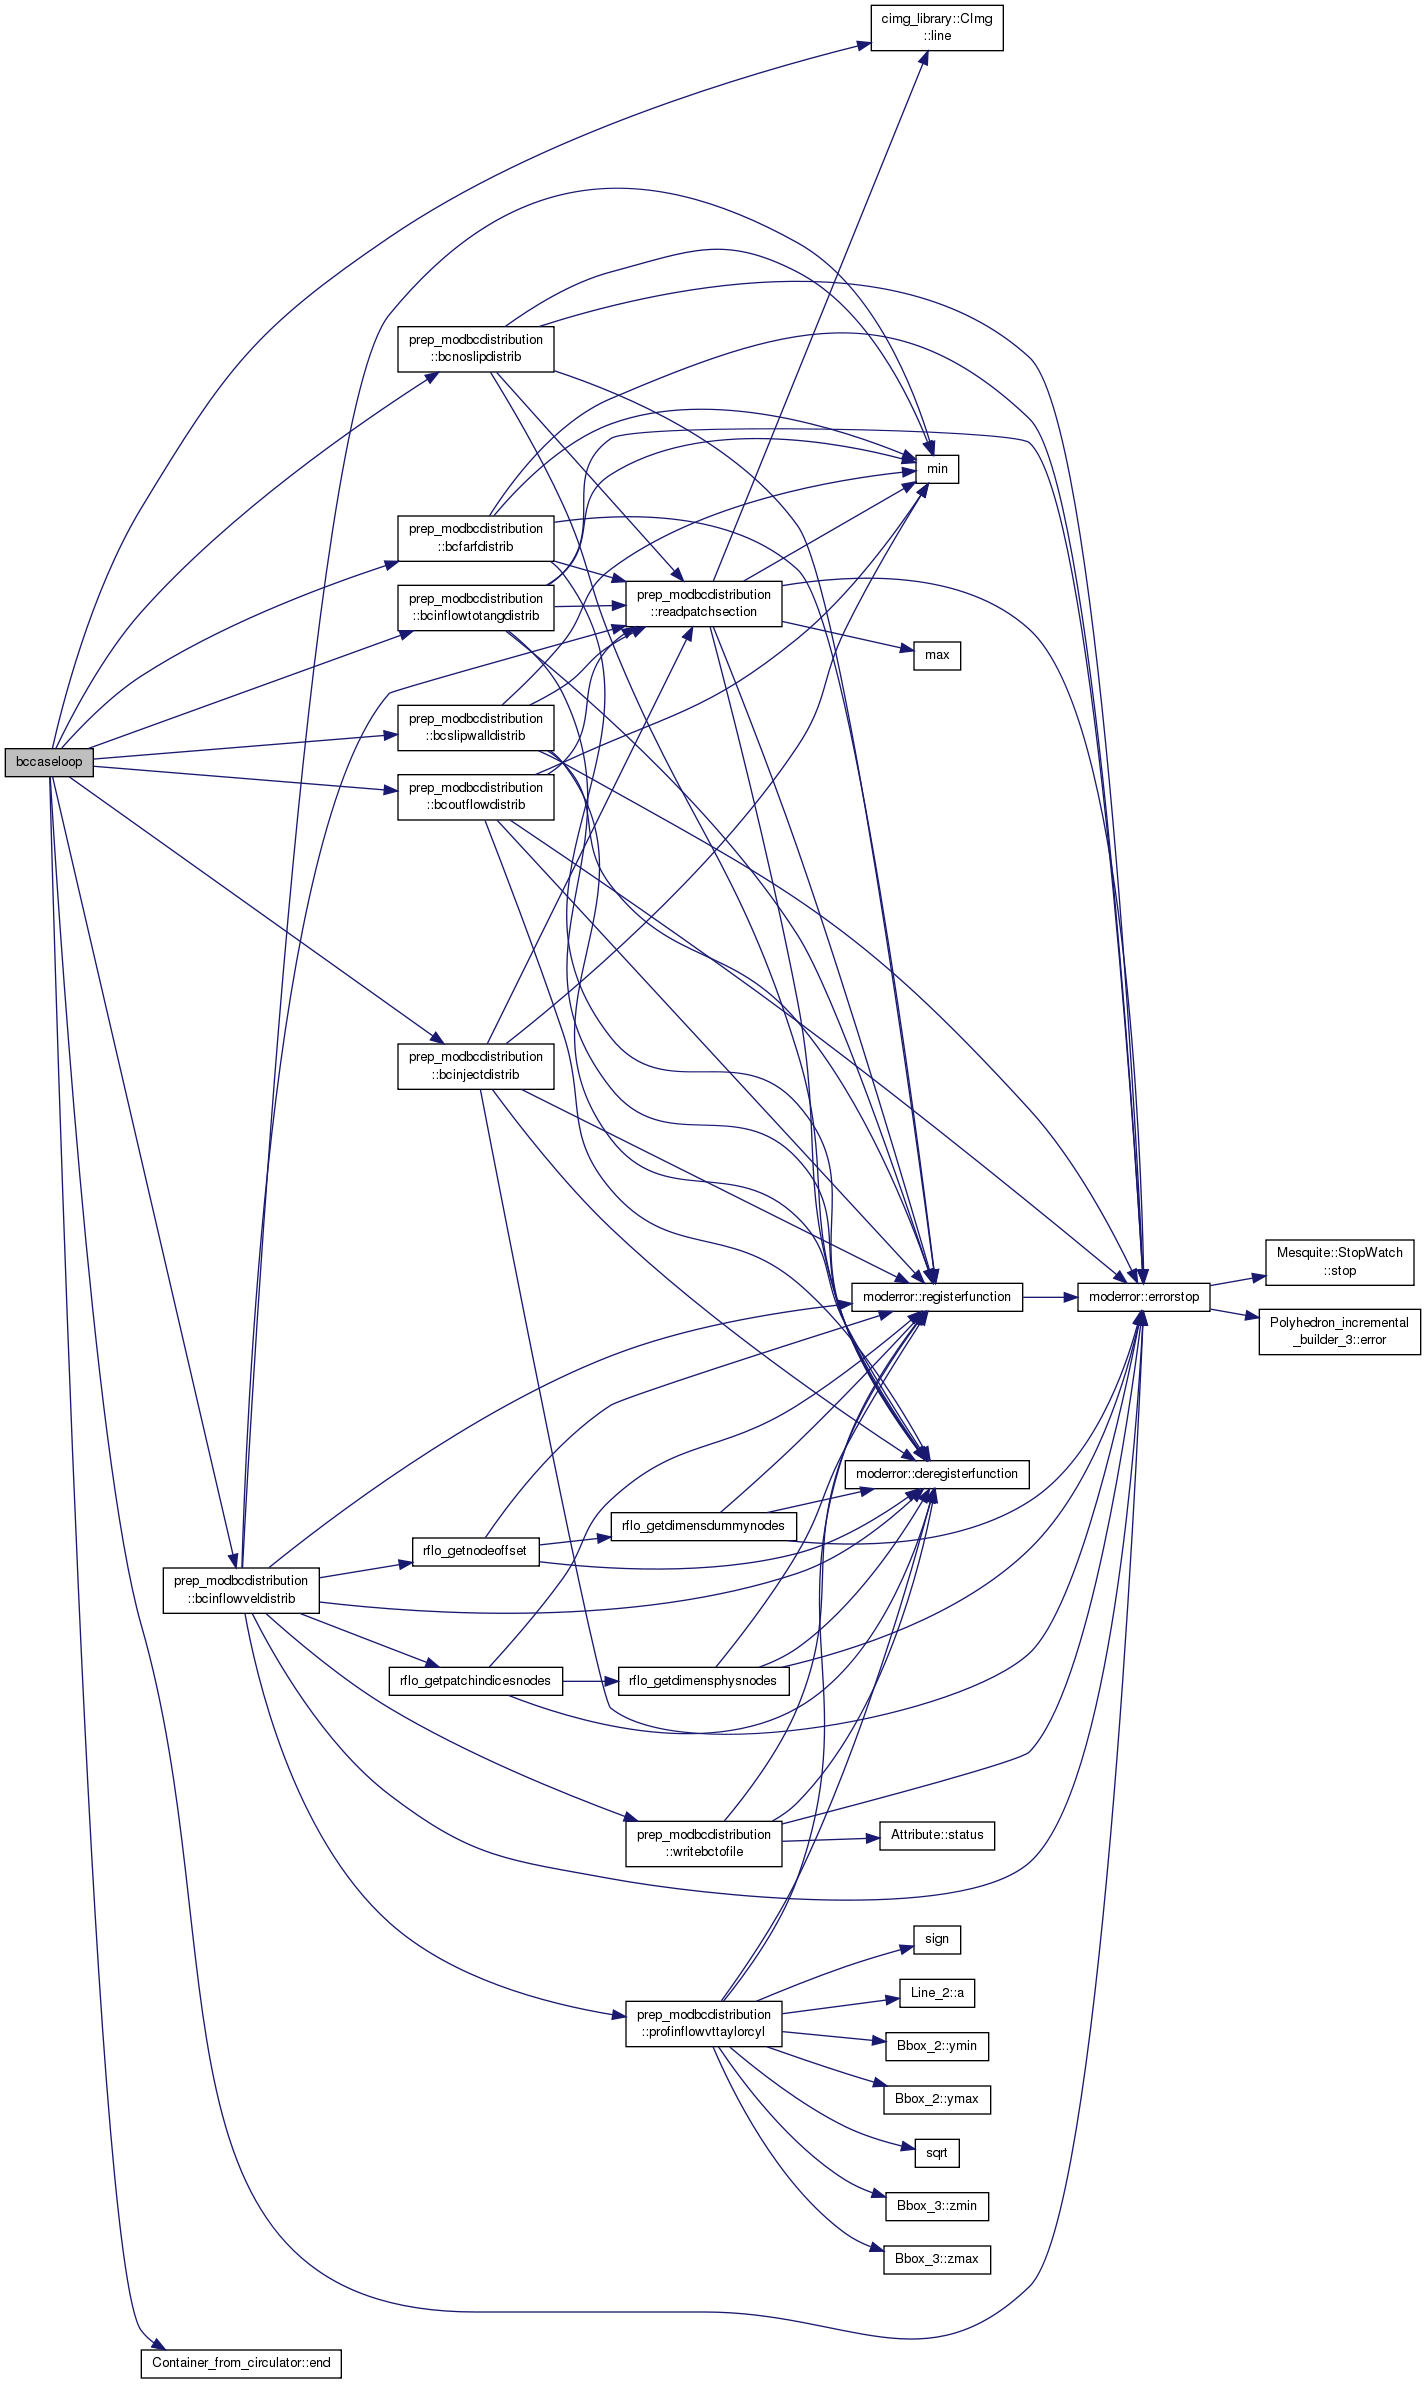 cimg_library::CImg
::line
prep_modbcdistribution
::bcnoslipdistrib
min
prep_modbcdistribution
::bcfarfdistrib
prep_modbcdistribution
::bcinflowtotangdistrib
prep_modbcdistribution
::readpatchsection
max
prep_modbcdistribution
::bcslipwalldistrib
bccaseloop
prep_modbcdistribution
::bcoutflowdistrib
prep_modbcdistribution
::bcinjectdistrib
Mesquite::StopWatch
::stop
moderror::registerfunction
moderror::errorstop
Polyhedron_incremental
_builder_3::error
moderror::deregisterfunction
rflo_getdimensdummynodes
rflo_getnodeoffset
prep_modbcdistribution
::bcinflowveldistrib
rflo_getpatchindicesnodes
rflo_getdimensphysnodes
prep_modbcdistribution
::writebctofile
Attribute::status
sign
Line_2::a
prep_modbcdistribution
::profinflowvttaylorcyl
Bbox_2::ymin
Bbox_2::ymax
sqrt
Bbox_3::zmin
Bbox_3::zmax
Container_from_circulator::end